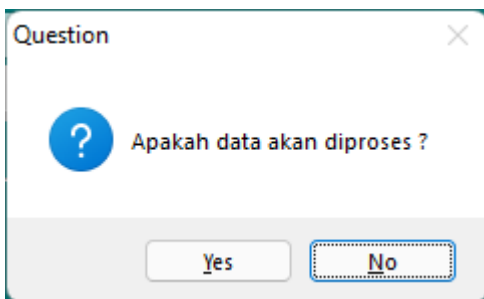 Question
Apakah data akan diproses ?
Yes
No